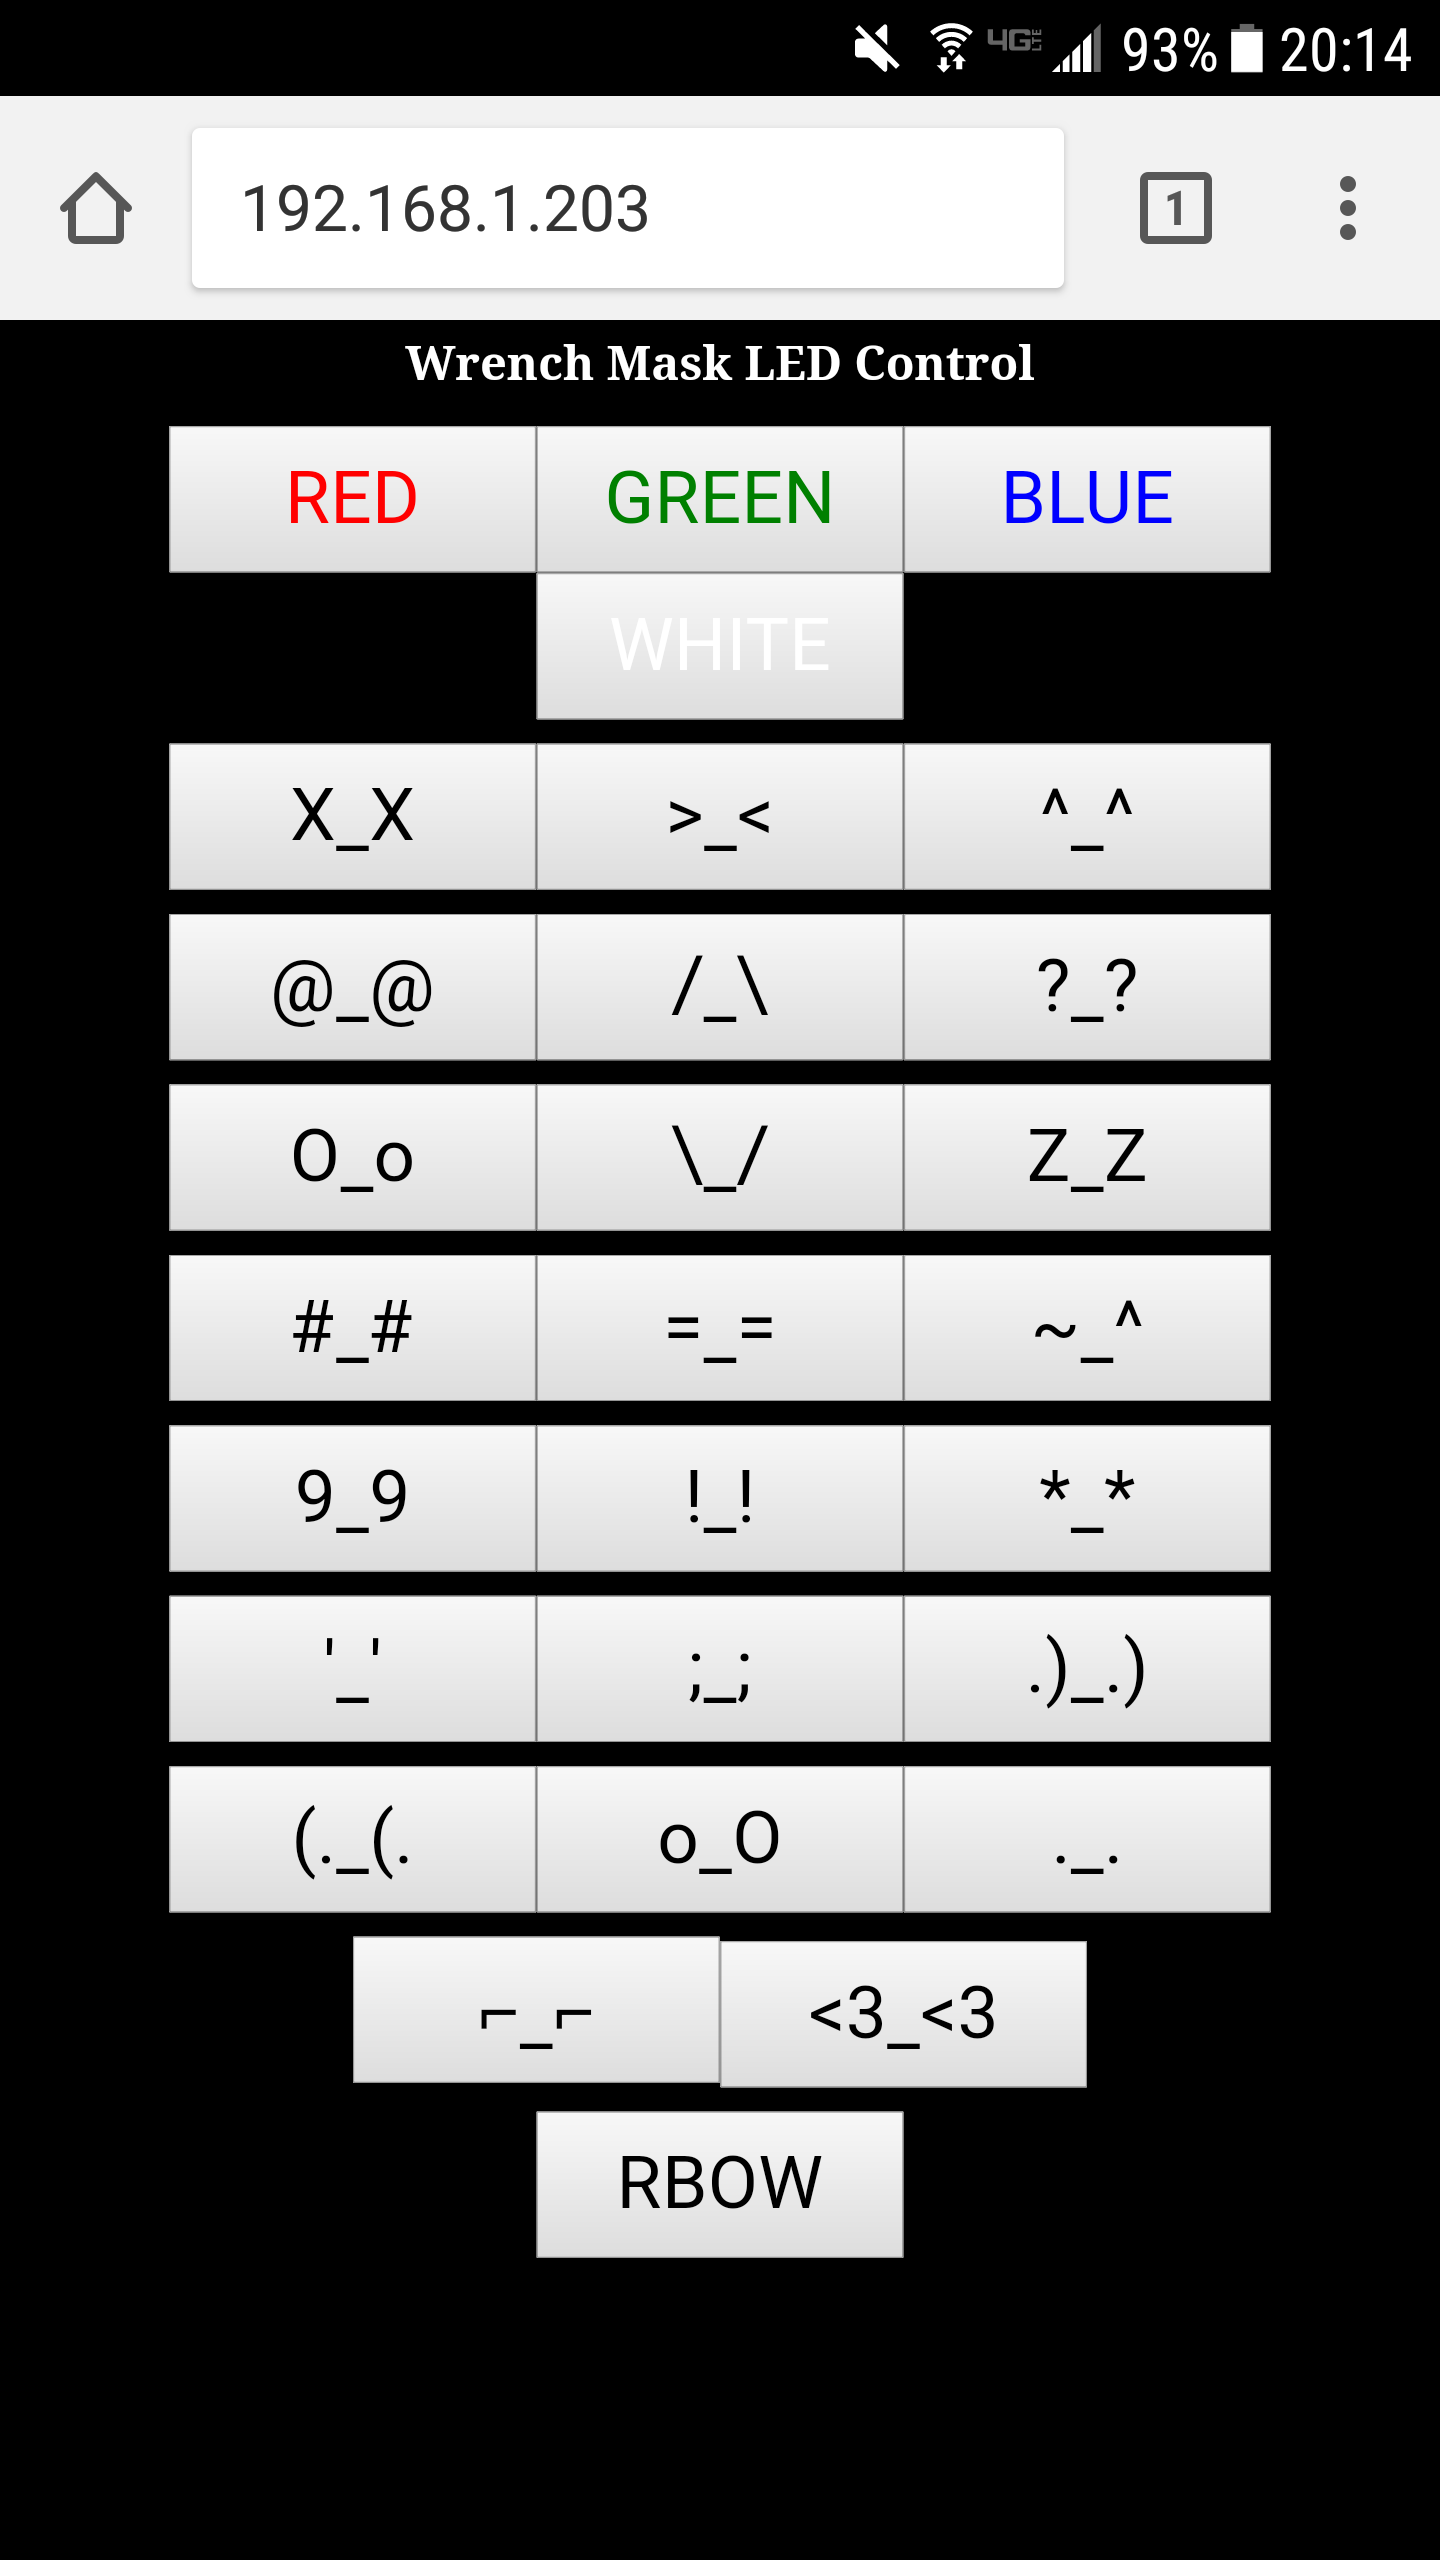 4G LTE 93% 20:14
192.168.1.203 1
Wrench Mask LED Control
RED GREEN BLUE
WHITE
X_X >_< ^_^
@_@ /_\ ?_?
O_o \_/ Z_Z
#_# =_= ~_^
9_9 !_! *_*
'_' ;_; .)_.)
(._(. o_O ._.
⌐_⌐ <3_<3
RBOW